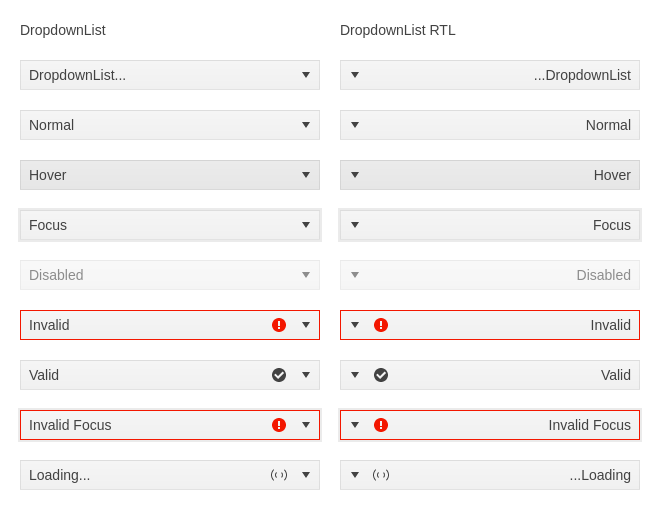 DropdownList
DropdownList RTL
DropdownList...
...DropdownList
Normal
Normal
Hover
Hover
Focus
Focus
Disabled
Disabled
Invalid
Invalid
Valid
Valid
Invalid Focus
Invalid Focus
Loading...
...Loading